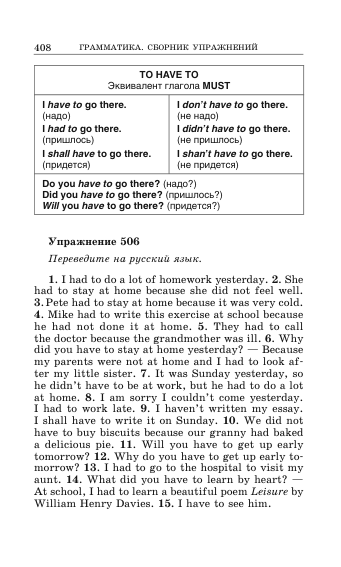 408 ГРАММАТИКА. СБОРНИК УПРАЖНЕНИЙ
TO HAVE TO
Эквивалент глагола MUST
I have to go there.
(надо)
I had to go there.
(пришлось)
I shall have to go there.
(придется)
I don't have to go there.
(не надо)
I didn't have to go there.
(не пришлось)
I shan't have to go there.
(не придется)
Do you have to go there? (надо?)
Did you have to go there? (пришлось?)
Will you have to go there? (придется?)
Упражнение 506
Переведите на русский язык.
1. I had to do a lot of homework yesterday. 2. She
had to stay at home because she did not feel well.
3. Pete had to stay at home because it was very cold.
4. Mike had to write this exercise at school because
he had not done it at home. 5. They had to call
the doctor because the grandmother was ill. 6. Why
did you have to stay at home yesterday? — Because
my parents were not at home and I had to look af-
ter my little sister. 7. It was Sunday yesterday, so
he didn't have to be at work, but he had to do a lot
at home. 8. I am sorry I couldn't come yesterday.
I had to work late. 9. I haven't written my essay.
I shall have to write it on Sunday. 10. We did not
have to buy biscuits because our granny had baked
a delicious pie. 11. Will you have to get up early
tomorrow? 12. Why do you have to get up early to-
morrow? 13. I had to go to the hospital to visit my
aunt. 14. What did you have to learn by heart? —
At school, I had to learn a beautiful poem Leisure by
William Henry Davies. 15. I have to see him.